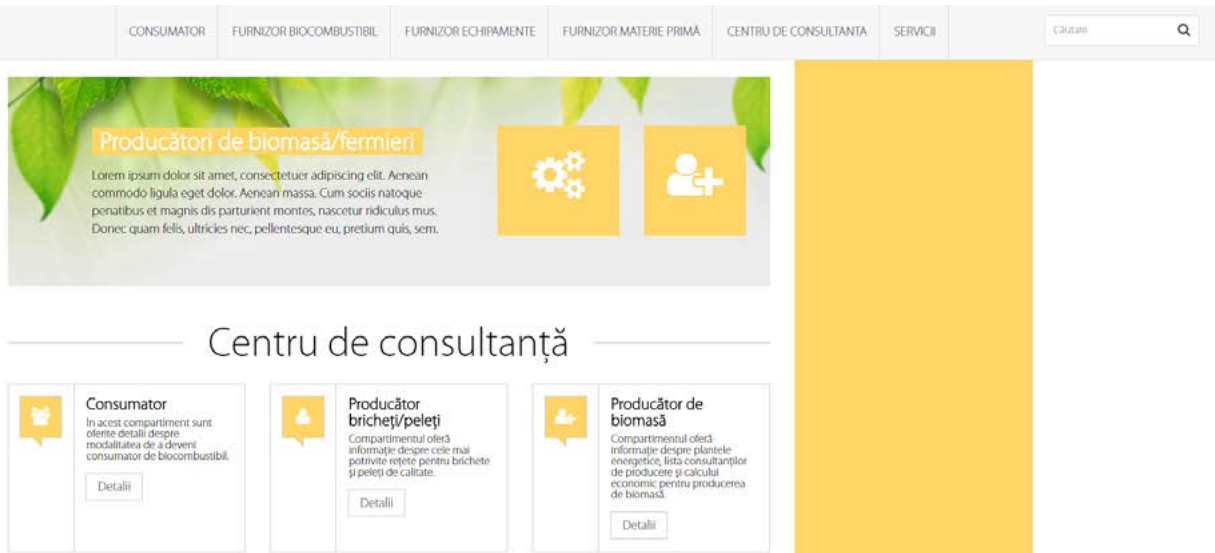 CONSUMATOR FURNIZOR BIOCOMBUSTIBIL FURNIZOR ECHIPAMENTE FURNIZOR MATERIE PRIMĂ CENTRU DE CONSULTANTA SERVICII Căutare
Producători de biomasă/fermieri
Lorem ipsum dolor sit amet, consectetuer adipiscing elit. Aenean
commodo ligula eget dolor. Aenean massa. Cum sociis natoque
penatibus et magnis dis parturient montes, nascetur ridiculus mus.
Donec quam felis, ultricies nec, pellentesque eu, pretium quis, sem.
Centru de consultanță
Consumator
In acest compartiment sunt
oferite detalii despre
modalitatea de a deveni
consumator de biocombustibil.
Detalii
Producător
bricheți/peleți
Compartimentul oferă
informație despre cele mai
potrivite rețete pentru brichete
și peleți de calitate.
Detalii
Producător de
biomasă
Compartimentul oferă
informație despre plantele
energetice, lista consultanților
de producere și calculul
economic pentru producerea
de biomasă.
Detalii